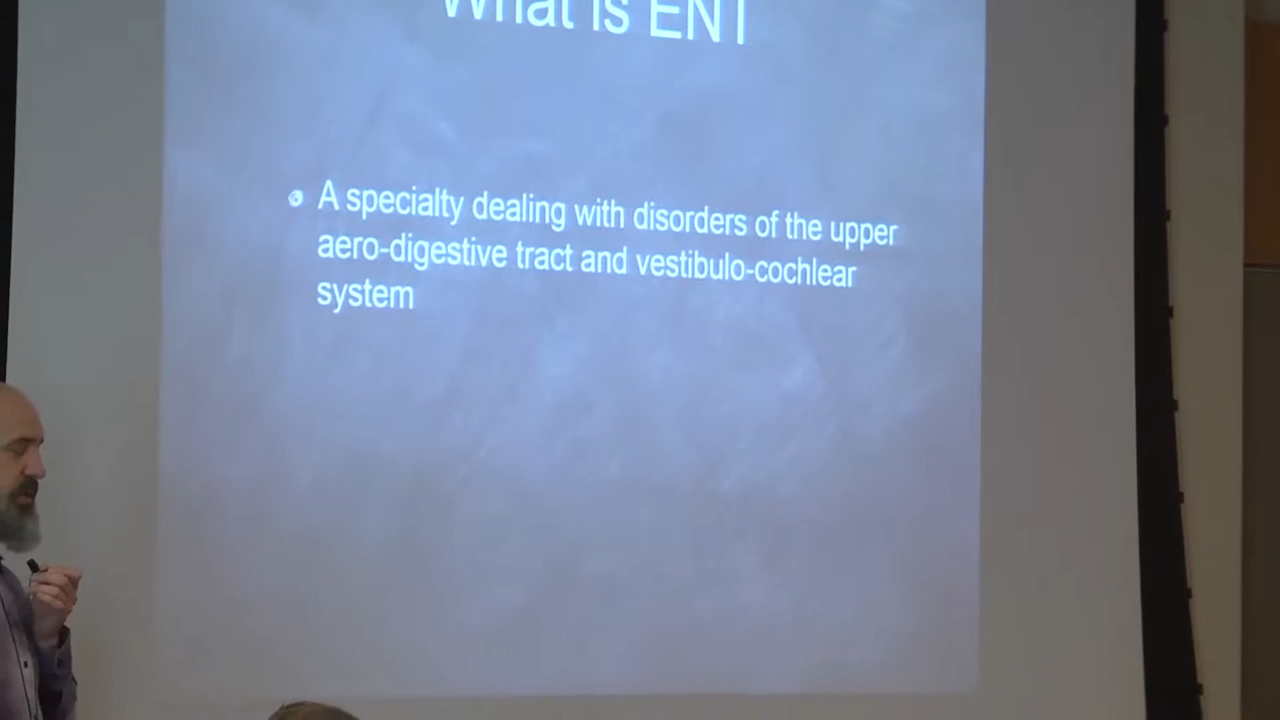 What is ENT
A specialty dealing with disorders of the upper
aero-digestive tract and vestibulo-cochlear
system